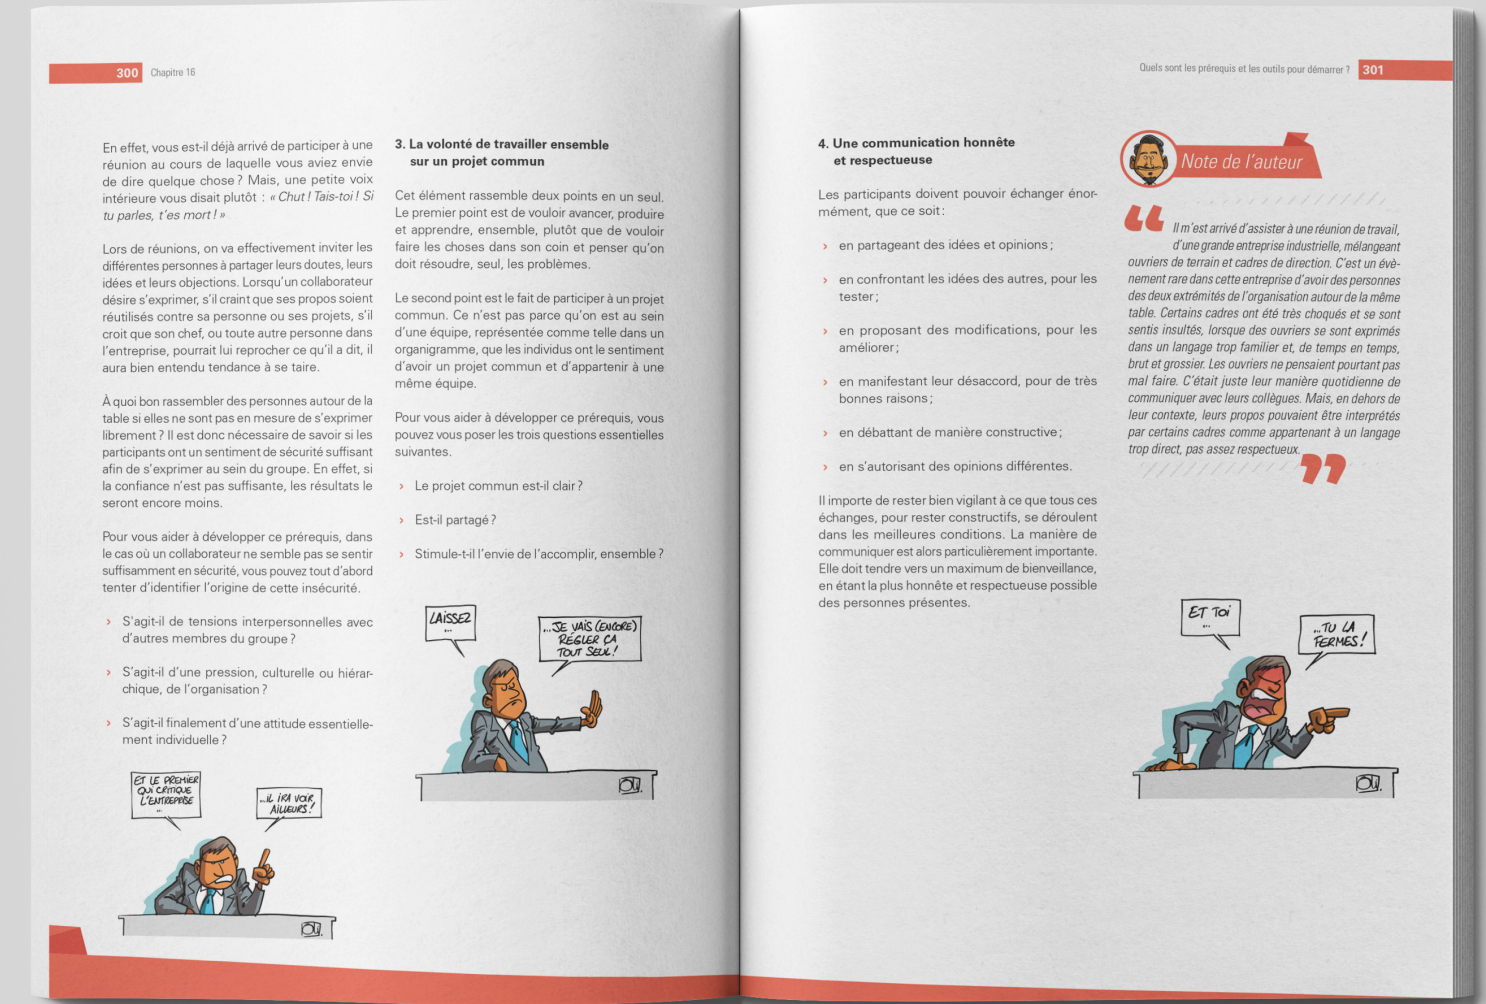 300 Chapitre 16
En effet, vous est-il déjà arrivé de participer à une
réunion au cours de laquelle vous aviez envie
de dire quelque chose ? Mais, une petite voix
intérieure vous disait plutôt : « Chut ! Tais-toi ! Si
tu parles, t'es mort ! »
Lors de réunions, on va effectivement inviter les
différentes personnes à partager leurs doutes, leurs
idées et leurs objections. Lorsqu'un collaborateur
désire s'exprimer, s'il craint que ses propos soient
réutilisés contre sa personne ou ses projets, s'il
croit que son chef, ou toute autre personne dans
l'entreprise, pourrait lui reprocher ce qu'il a dit, il
aura bien entendu tendance à se taire.
À quoi bon rassembler des personnes autour de la
table si elles ne sont pas en mesure de s'exprimer
librement ? Il est donc nécessaire de savoir si les
participants ont un sentiment de sécurité suffisant
afin de s'exprimer au sein du groupe. En effet, si
la confiance n'est pas suffisante, les résultats le
seront encore moins.
Pour vous aider à développer ce prérequis, dans
le cas où un collaborateur ne semble pas se sentir
suffisamment en sécurité, vous pouvez tout d'abord
tenter d'identifier l'origine de cette insécurité.
› S'agit-il de tensions interpersonnelles avec
d'autres membres du groupe ?
› S'agit-il d'une pression, culturelle ou hiérar-
chique, de l'organisation ?
› S'agit-il finalement d'une attitude essentielle-
ment individuelle ?
ET LE PREMIER
QUI CRITIQUE
L'ENTREPRISE
...
...IL IRA VOIR
AILLEURS !
Oli.
3. La volonté de travailler ensemble
sur un projet commun
Cet élément rassemble deux points en un seul.
Le premier point est de vouloir avancer, produire
et apprendre, ensemble, plutôt que de vouloir
faire les choses dans son coin et penser qu'on
doit résoudre, seul, les problèmes.
Le second point est le fait de participer à un projet
commun. Ce n'est pas parce qu'on est au sein
d'une équipe, représentée comme telle dans un
organigramme, que les individus ont le sentiment
d'avoir un projet commun et d'appartenir à une
même équipe.
Pour vous aider à développer ce prérequis, vous
pouvez vous poser les trois questions essentielles
suivantes.
› Le projet commun est-il clair ?
› Est-il partagé ?
› Stimule-t-il l'envie de l'accomplir, ensemble ?
LAISSEZ
...
...JE VAIS (ENCORE)
RÉGLER ÇA
TOUT SEUL !
Oli.
Quels sont les prérequis et les outils pour démarrer ? 301
4. Une communication honnête
et respectueuse
Les participants doivent pouvoir échanger énor-
mément, que ce soit :
› en partageant des idées et opinions ;
› en confrontant les idées des autres, pour les
tester ;
› en proposant des modifications, pour les
améliorer ;
› en manifestant leur désaccord, pour de très
bonnes raisons ;
› en débattant de manière constructive ;
› en s'autorisant des opinions différentes.
Il importe de rester bien vigilant à ce que tous ces
échanges, pour rester constructifs, se déroulent
dans les meilleures conditions. La manière de
communiquer est alors particulièrement importante.
Elle doit tendre vers un maximum de bienveillance,
en étant la plus honnête et respectueuse possible
des personnes présentes.
Note de l'auteur
“ Il m'est arrivé d'assister à une réunion de travail,
d'une grande entreprise industrielle, mélangeant
ouvriers de terrain et cadres de direction. C'est un évè-
nement rare dans cette entreprise d'avoir des personnes
des deux extrémités de l'organisation autour de la même
table. Certains cadres ont été très choqués et se sont
sentis insultés, lorsque des ouvriers se sont exprimés
dans un langage trop familier et, de temps en temps,
brut et grossier. Les ouvriers ne pensaient pourtant pas
mal faire. C'était juste leur manière quotidienne de
communiquer avec leurs collègues. Mais, en dehors de
leur contexte, leurs propos pouvaient être interprétés
par certains cadres comme appartenant à un langage
trop direct, pas assez respectueux. ”
ET TOI
...
...TU LA
FERMES !
Oli.